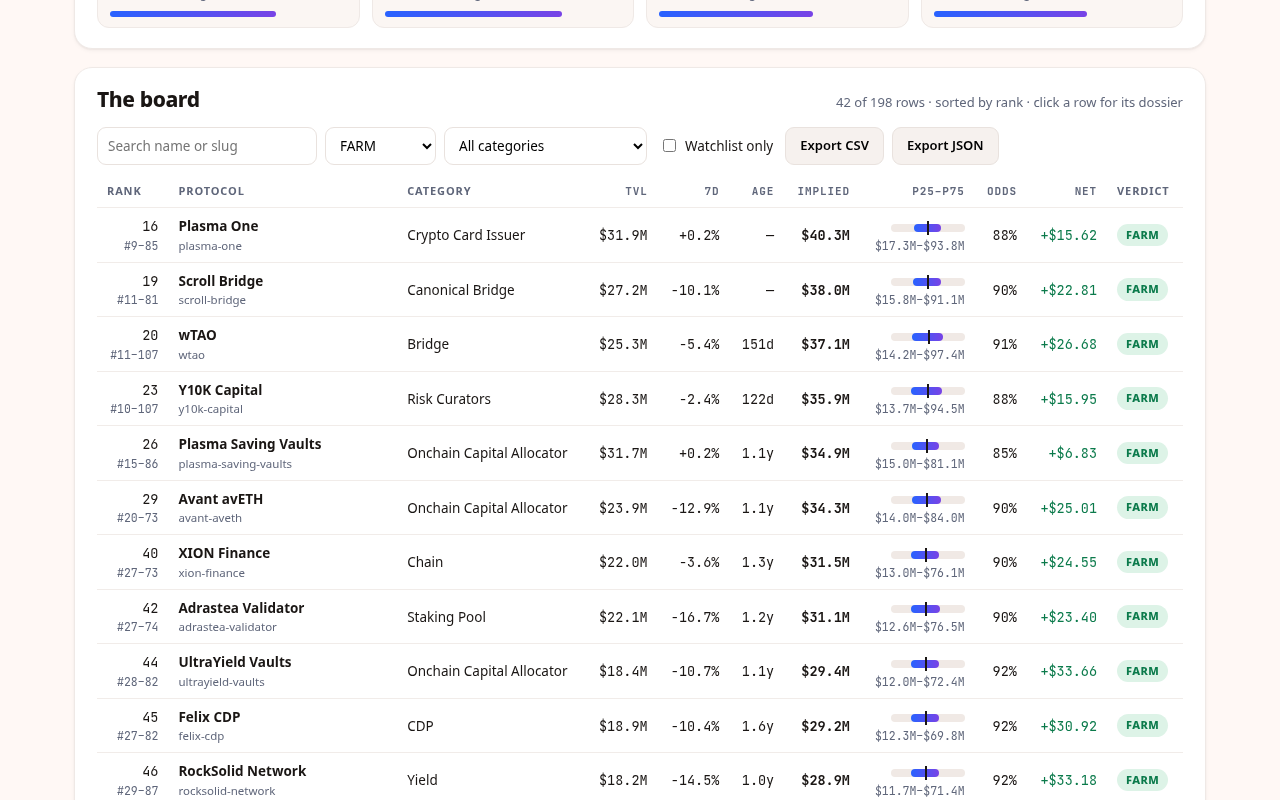 The board
42 of 198 rows · sorted by rank · click a row for its dossier
Search name or slug
FARM
All categories
Watchlist only
Export CSV
Export JSON
RANK PROTOCOL CATEGORY TVL 7D AGE IMPLIED P25–P75 ODDS NET VERDICT
16 Plasma One Crypto Card Issuer $31.9M +0.2% — $40.3M 88% +$15.62 FARM
#9–85 plasma-one $17.3M–$93.8M
19 Scroll Bridge Canonical Bridge $27.2M -10.1% — $38.0M 90% +$22.81 FARM
#11–81 scroll-bridge $15.8M–$91.1M
20 wTAO Bridge $25.3M -5.4% 151d $37.1M 91% +$26.68 FARM
#11–107 wtao $14.2M–$97.4M
23 Y10K Capital Risk Curators $28.3M -2.4% 122d $35.9M 88% +$15.95 FARM
#10–107 y10k-capital $13.7M–$94.5M
26 Plasma Saving Vaults Onchain Capital Allocator $31.7M +0.2% 1.1y $34.9M 85% +$6.83 FARM
#15–86 plasma-saving-vaults $15.0M–$81.1M
29 Avant avETH Onchain Capital Allocator $23.9M -12.9% 1.1y $34.3M 90% +$25.01 FARM
#20–73 avant-aveth $14.0M–$84.0M
40 XION Finance Chain $22.0M -3.6% 1.3y $31.5M 90% +$24.55 FARM
#27–73 xion-finance $13.0M–$76.1M
42 Adrastea Validator Staking Pool $22.1M -16.7% 1.2y $31.1M 90% +$23.40 FARM
#27–74 adrastea-validator $12.6M–$76.5M
44 UltraYield Vaults Onchain Capital Allocator $18.4M -10.7% 1.1y $29.4M 92% +$33.66 FARM
#28–82 ultrayield-vaults $12.0M–$72.4M
45 Felix CDP CDP $18.9M -10.4% 1.6y $29.2M 92% +$30.92 FARM
#27–82 felix-cdp $12.3M–$69.8M
46 RockSolid Network Yield $18.2M -14.5% 1.0y $28.9M 92% +$33.18 FARM
#29–87 rocksolid-network $11.7M–$71.4M